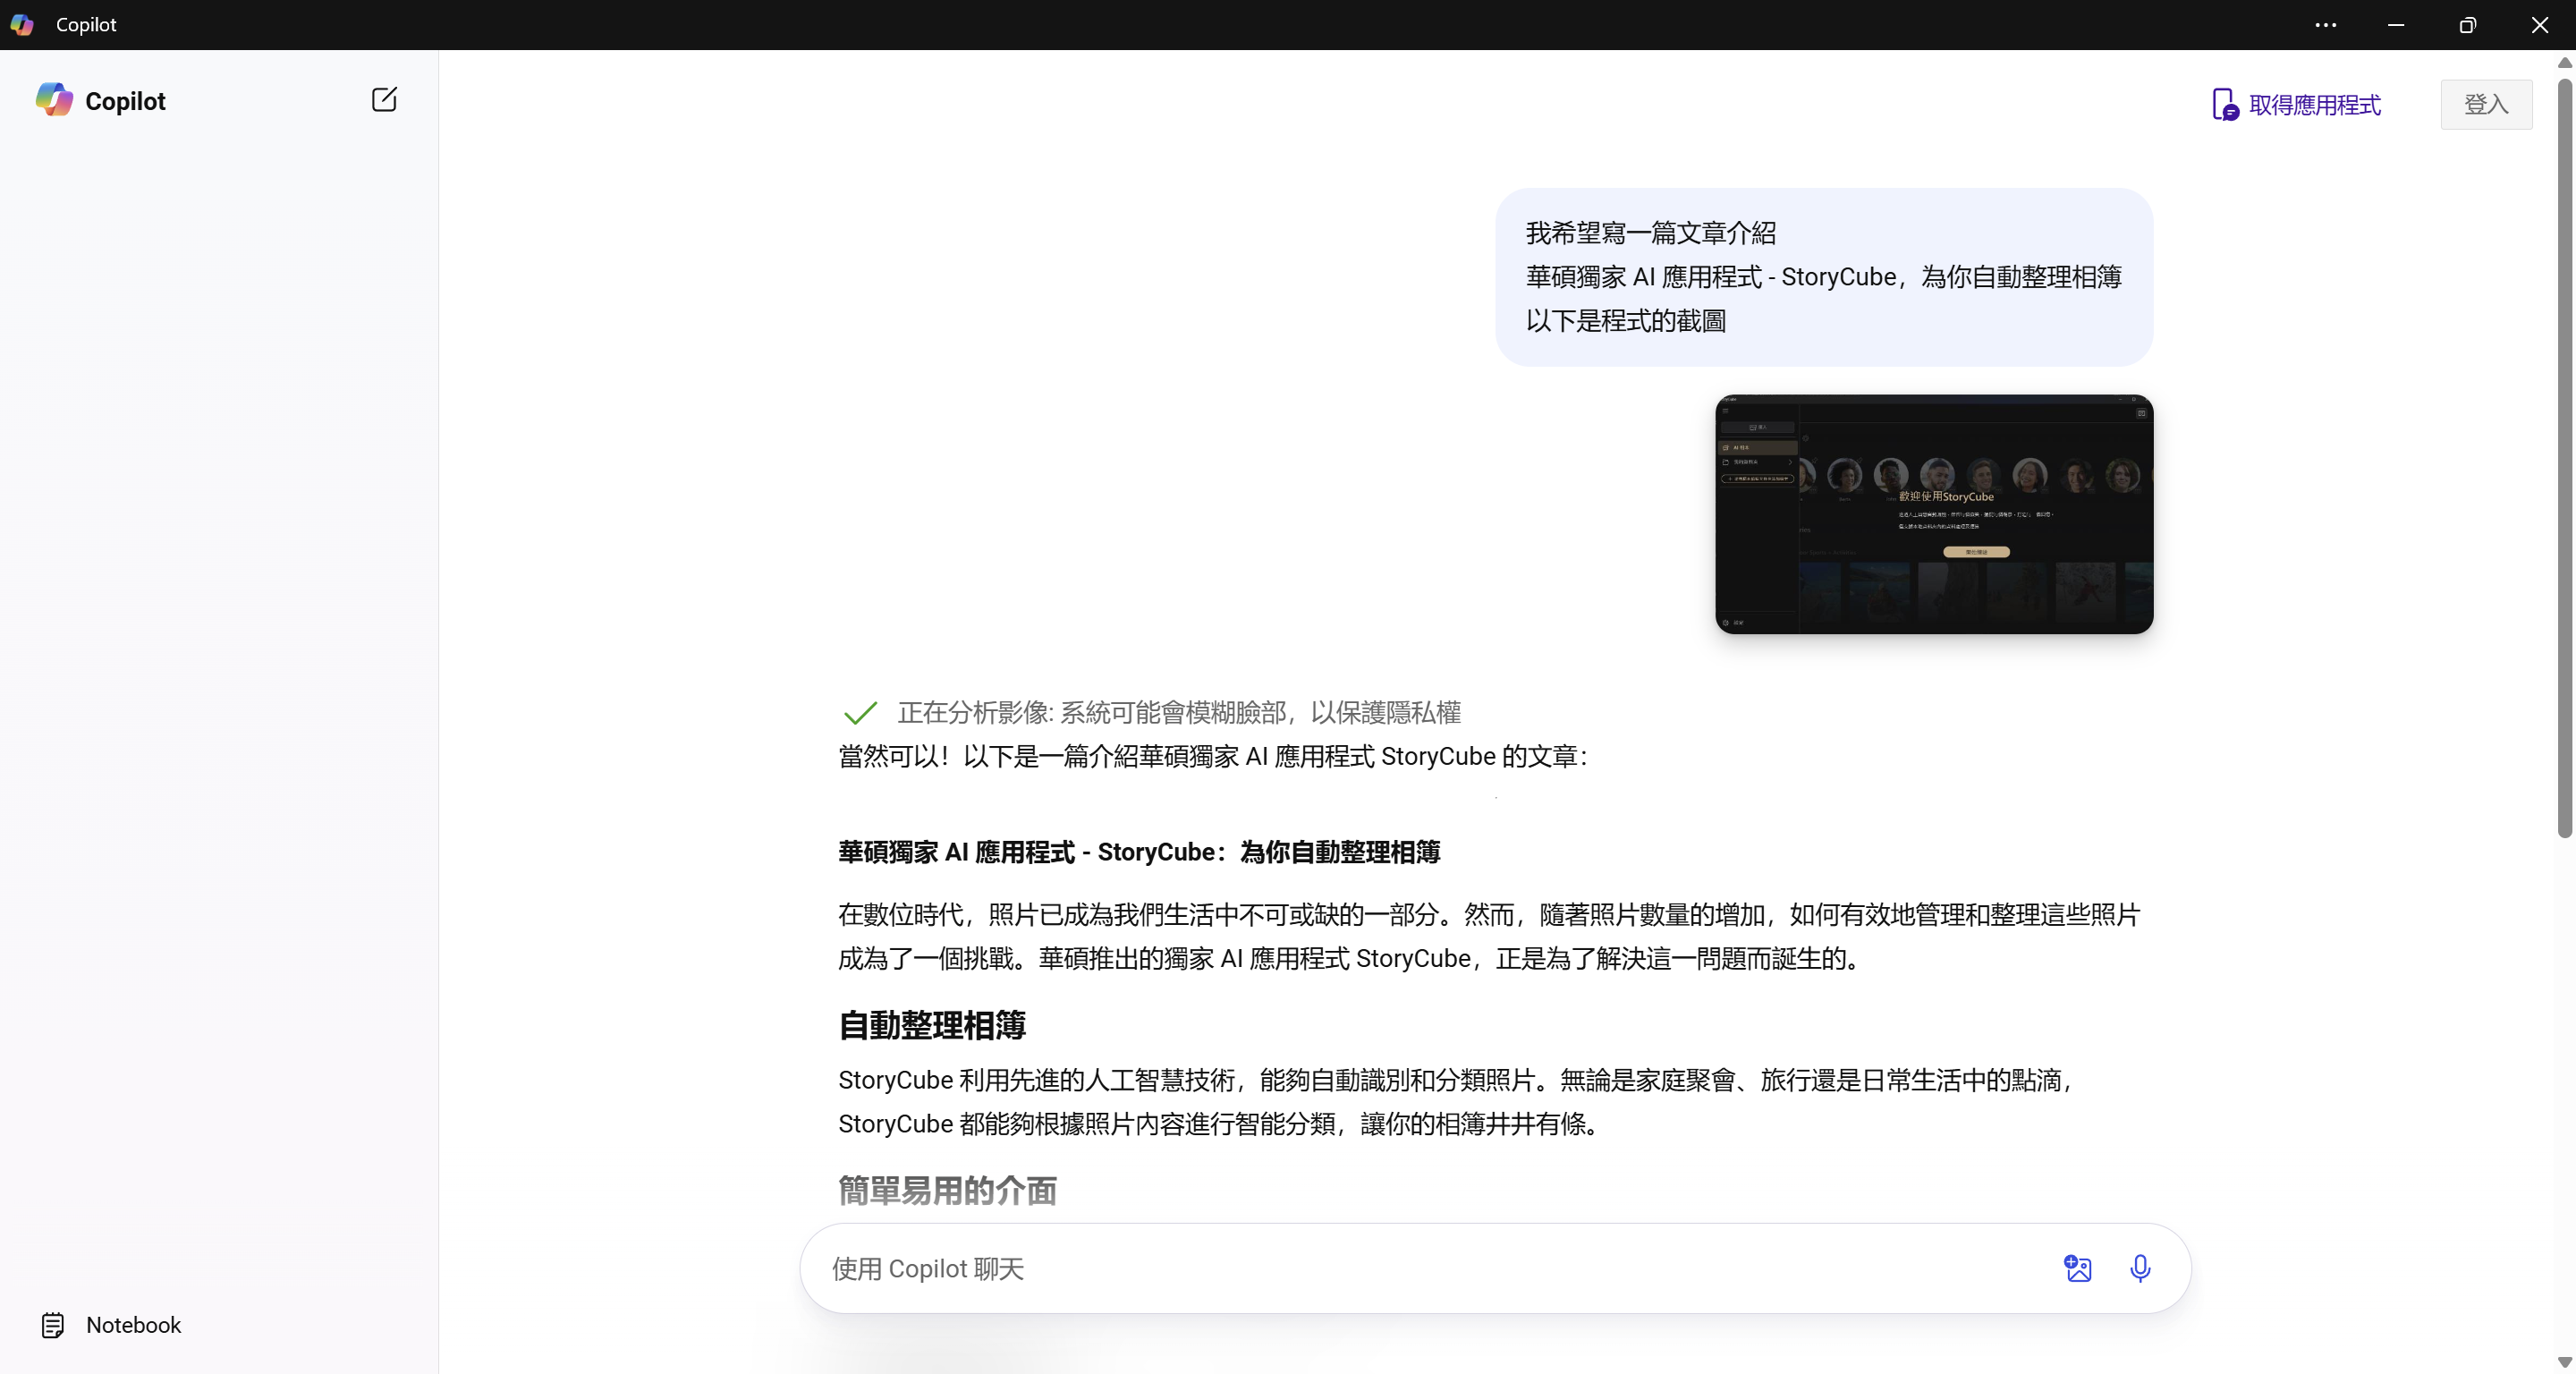 Copilot
Copilot
取得應用程式
登入
我希望寫一篇文章介紹
華碩獨家 AI 應用程式 - StoryCube，為你自動整理相簿
以下是程式的截圖
歡迎使用StoryCube
正在分析影像: 系統可能會模糊臉部，以保護隱私權
當然可以！以下是一篇介紹華碩獨家 AI 應用程式 StoryCube 的文章：
華碩獨家 AI 應用程式 - StoryCube：為你自動整理相簿
在數位時代，照片已成為我們生活中不可或缺的一部分。然而，隨著照片數量的增加，如何有效地管理和整理這些照片
成為了一個挑戰。華碩推出的獨家 AI 應用程式 StoryCube，正是為了解決這一問題而誕生的。
自動整理相簿
StoryCube 利用先進的人工智慧技術，能夠自動識別和分類照片。無論是家庭聚會、旅行還是日常生活中的點滴，
StoryCube 都能夠根據照片內容進行智能分類，讓你的相簿井井有條。
簡單易用的介面
使用 Copilot 聊天
Notebook